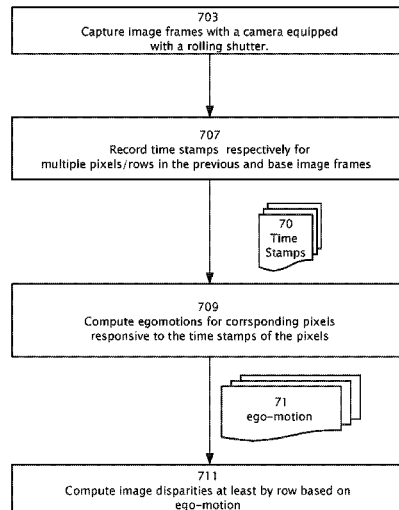 703
Capture image frames with a camera equipped
with a rolling shutter.
707
Record time stamps respectively for
multiple pixels/rows in the previous and base image frames
70
Time
Stamps
709
Compute egomotions for corrsponding pixels
responsive to the time stamps of the pixels
71
ego-motion
711
Compute image disparities at least by row based on
ego-motion